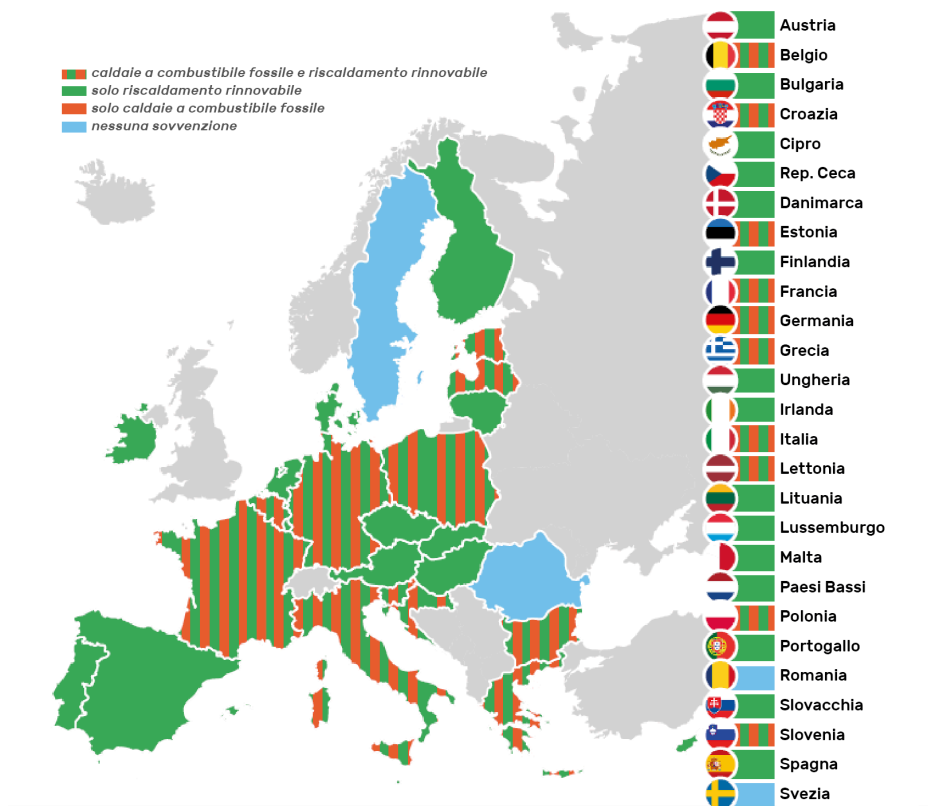 caldaie a combustibile fossile e riscaldamento rinnovabile
solo riscaldamento rinnovabile
solo caldaie a combustibile fossile
nessuna sovvenzione
Austria
Belgio
Bulgaria
Croazia
Cipro
Rep. Ceca
Danimarca
Estonia
Finlandia
Francia
Germania
Grecia
Ungheria
Irlanda
Italia
Lettonia
Lituania
Lussemburgo
Malta
Paesi Bassi
Polonia
Portogallo
Romania
Slovacchia
Slovenia
Spagna
Svezia